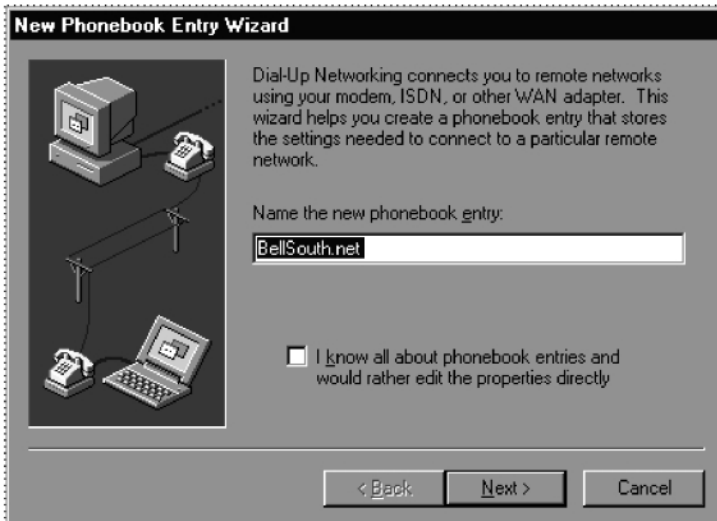 New Phonebook Entry Wizard
Dial-Up Networking connects you to remote networks
using your modem, ISDN, or other WAN adapter. This
wizard helps you create a phonebook entry that stores
the settings needed to connect to a particular remote
network.
Name the new phonebook entry:
BellSouth.net
I know all about phonebook entries and
would rather edit the properties directly
< Back
Next >
Cancel